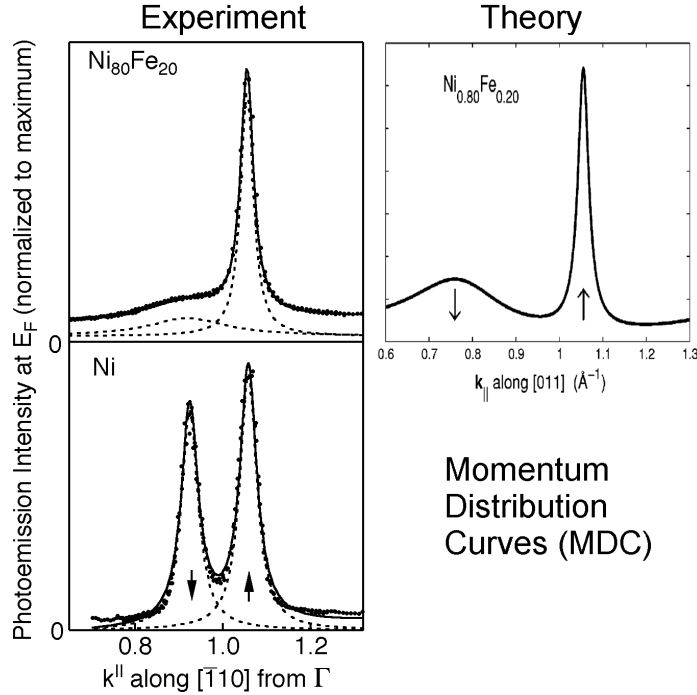 Experiment
Theory
Photoemission Intensity at E_F (normalized to maximum)
Ni₈₀Fe₂₀
0
Ni
0
0.8 1.0 1.2
k^|| along [1̅10] from Γ
Ni₀.₈₀Fe₀.₂₀
0.6 0.7 0.8 0.9 1 1.1 1.2 1.3
k_|| along [011] (Å⁻¹)
Momentum
Distribution
Curves (MDC)